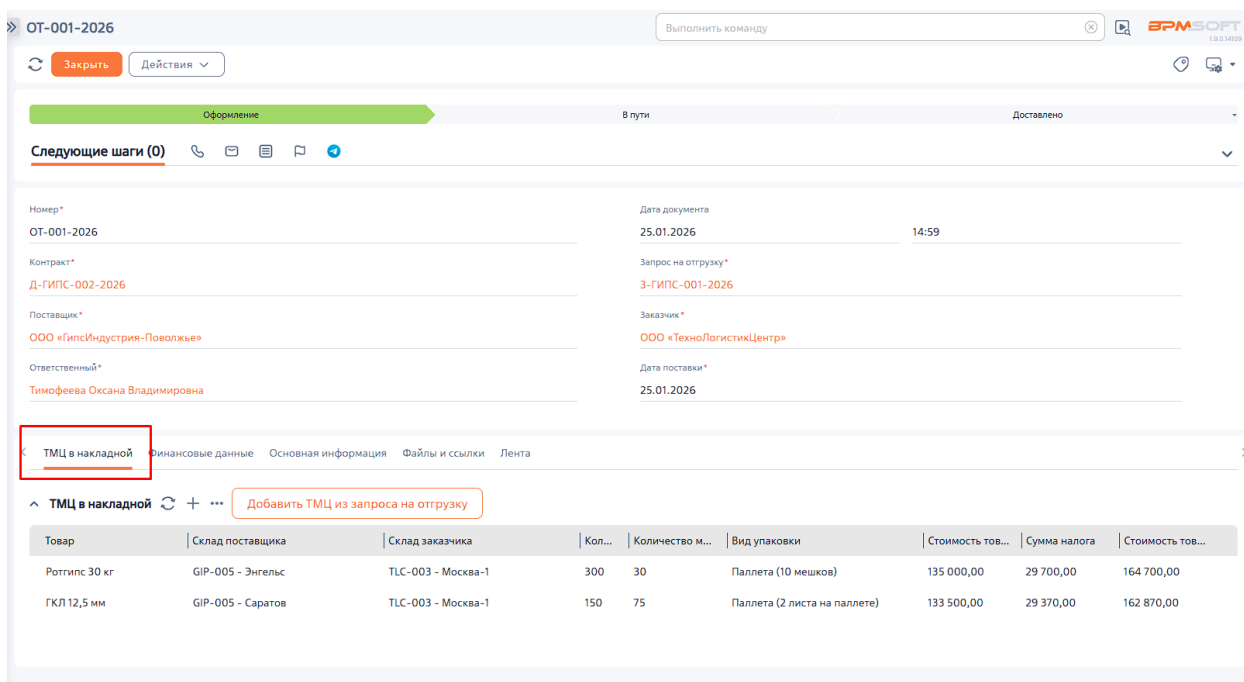 ОТ-001-2026
Выполнить команду
BPMSOFT
1.9.0.14109
Закрыть
Действия
Оформление
В пути
Доставлено
Следующие шаги (0)
Номер*
Дата документа
ОТ-001-2026
25.01.2026 14:59
Контракт*
Запрос на отгрузку*
Д-ГИПС-002-2026
З-ГИПС-001-2026
Поставщик*
Заказчик*
ООО «ГипсИндустрия-Поволжье»
ООО «ТехноЛогистикЦентр»
Ответственный*
Дата поставки*
Тимофеева Оксана Владимировна
25.01.2026
ТМЦ в накладной Финансовые данные Основная информация Файлы и ссылки Лента
ТМЦ в накладной Добавить ТМЦ из запроса на отгрузку
Товар Склад поставщика Склад заказчика Кол... Количество м... Вид упаковки Стоимость тов... Сумма налога Стоимость тов...
Ротгипс 30 кг GIP-005 - Энгельс TLC-003 - Москва-1 300 30 Паллета (10 мешков) 135 000,00 29 700,00 164 700,00
ГКЛ 12,5 мм GIP-005 - Саратов TLC-003 - Москва-1 150 75 Паллета (2 листа на паллете) 133 500,00 29 370,00 162 870,00